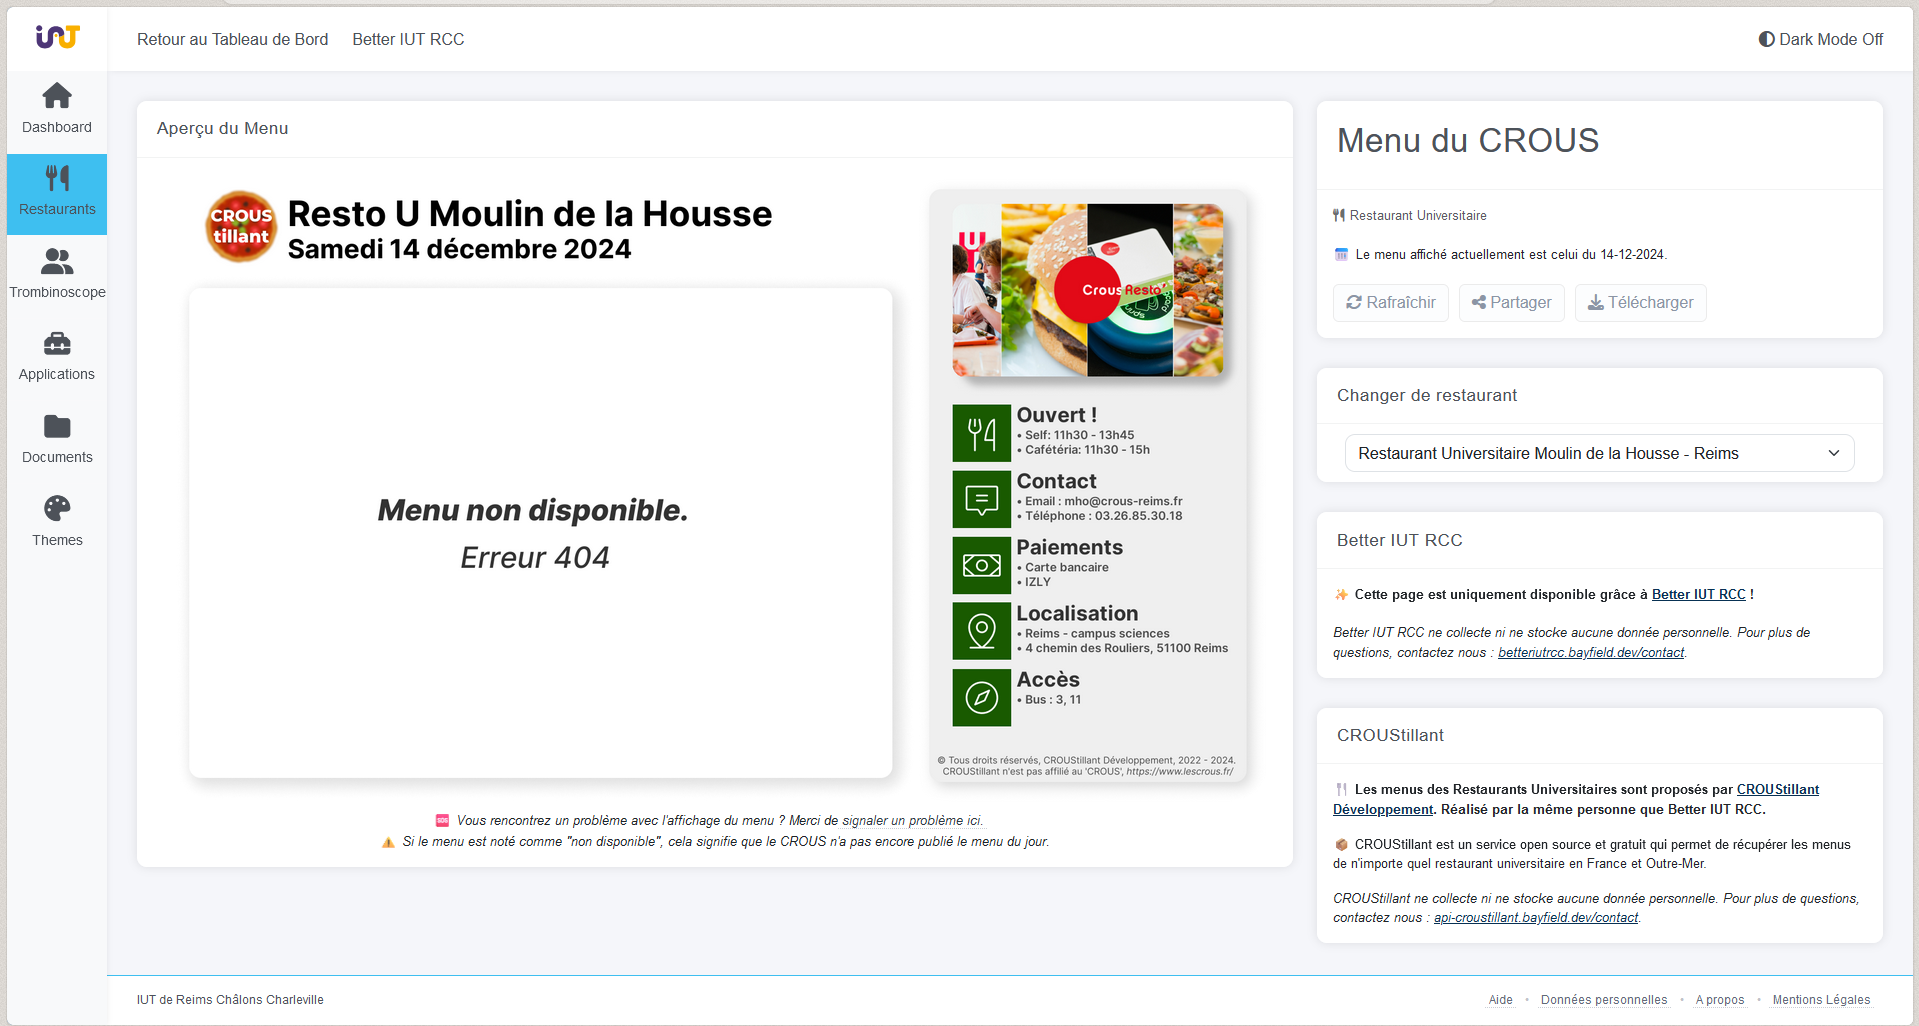 iUT
Retour au Tableau de Bord
Better IUT RCC
Dark Mode Off
Dashboard
Restaurants
Trombinoscope
Applications
Documents
Themes
Aperçu du Menu
CROUS
tillant
Resto U Moulin de la Housse
Samedi 14 décembre 2024
Menu non disponible.
Erreur 404
Crous Resto'
Ouvert !
• Self: 11h30 - 13h45
• Cafétéria: 11h30 - 15h
Contact
• Email : mho@crous-reims.fr
• Téléphone : 03.26.85.30.18
Paiements
• Carte bancaire
• IZLY
Localisation
• Reims - campus sciences
• 4 chemin des Rouliers, 51100 Reims
Accès
• Bus : 3, 11
© Tous droits réservés, CROUStillant Développement, 2022 - 2024.
CROUStillant n'est pas affilié au 'CROUS', https://www.lescrous.fr/
SOS Vous rencontrez un problème avec l'affichage du menu ? Merci de signaler un problème ici.
Si le menu est noté comme "non disponible", cela signifie que le CROUS n'a pas encore publié le menu du jour.
Menu du CROUS
Restaurant Universitaire
Le menu affiché actuellement est celui du 14-12-2024.
Rafraîchir
Partager
Télécharger
Changer de restaurant
Restaurant Universitaire Moulin de la Housse - Reims
Better IUT RCC
Cette page est uniquement disponible grâce à Better IUT RCC !
Better IUT RCC ne collecte ni ne stocke aucune donnée personnelle. Pour plus de
questions, contactez nous : betteriutrcc.bayfield.dev/contact.
CROUStillant
Les menus des Restaurants Universitaires sont proposés par CROUStillant
Développement. Réalisé par la même personne que Better IUT RCC.
CROUStillant est un service open source et gratuit qui permet de récupérer les menus
de n'importe quel restaurant universitaire en France et Outre-Mer.
CROUStillant ne collecte ni ne stocke aucune donnée personnelle. Pour plus de questions,
contactez nous : api-croustillant.bayfield.dev/contact.
IUT de Reims Châlons Charleville
Aide • Données personnelles • A propos • Mentions Légales